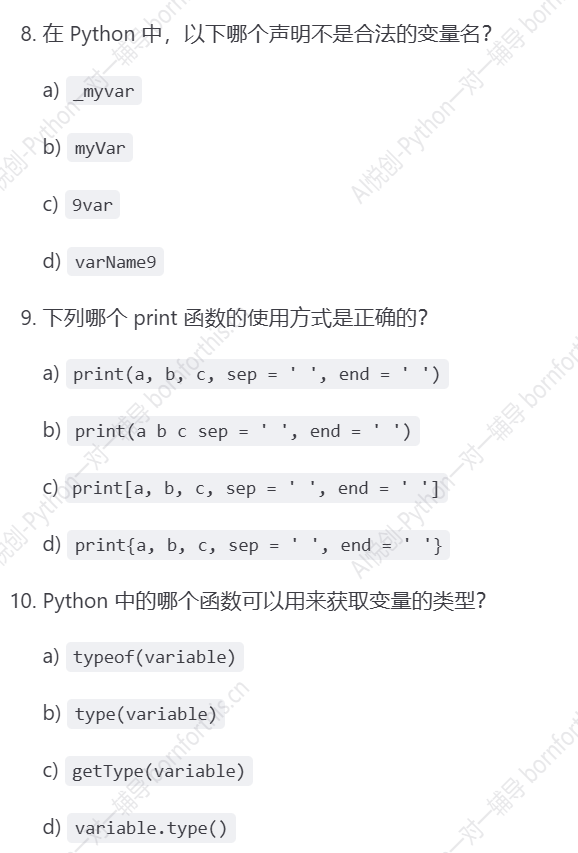 8. 在 Python 中，以下哪个声明不是合法的变量名？
a) _myvar
b) myVar
c) 9var
d) varName9
9. 下列哪个 print 函数的使用方式是正确的？
a) print(a, b, c, sep = ' ', end = ' ')
b) print(a b c sep = ' ', end = ' ')
c) print[a, b, c, sep = ' ', end = ' ']
d) print{a, b, c, sep = ' ', end = ' '}
10. Python 中的哪个函数可以用来获取变量的类型？
a) typeof(variable)
b) type(variable)
c) getType(variable)
d) variable.type()
AI悦创-Python一对一辅导 bornforthis.cn